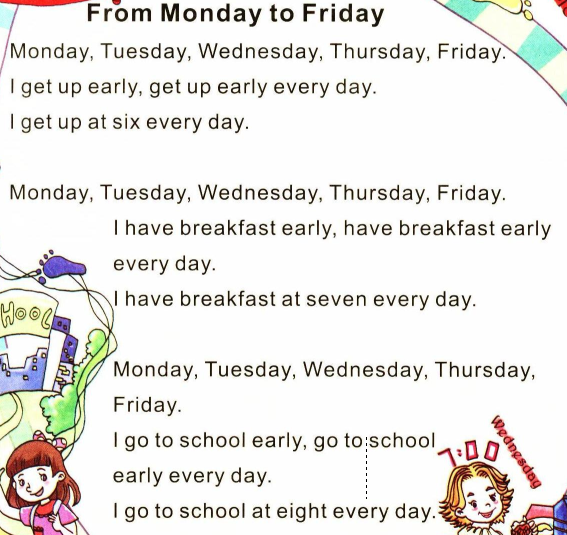 From Monday to Friday
Monday, Tuesday, Wednesday, Thursday, Friday.
I get up early, get up early every day.
I get up at six every day.
Monday, Tuesday, Wednesday, Thursday, Friday.
I have breakfast early, have breakfast early
every day.
I have breakfast at seven every day.
HOOL
Monday, Tuesday, Wednesday, Thursday,
Friday.
I go to school early, go to school
early every day.
I go to school at eight every day.
7:00
Wednesday